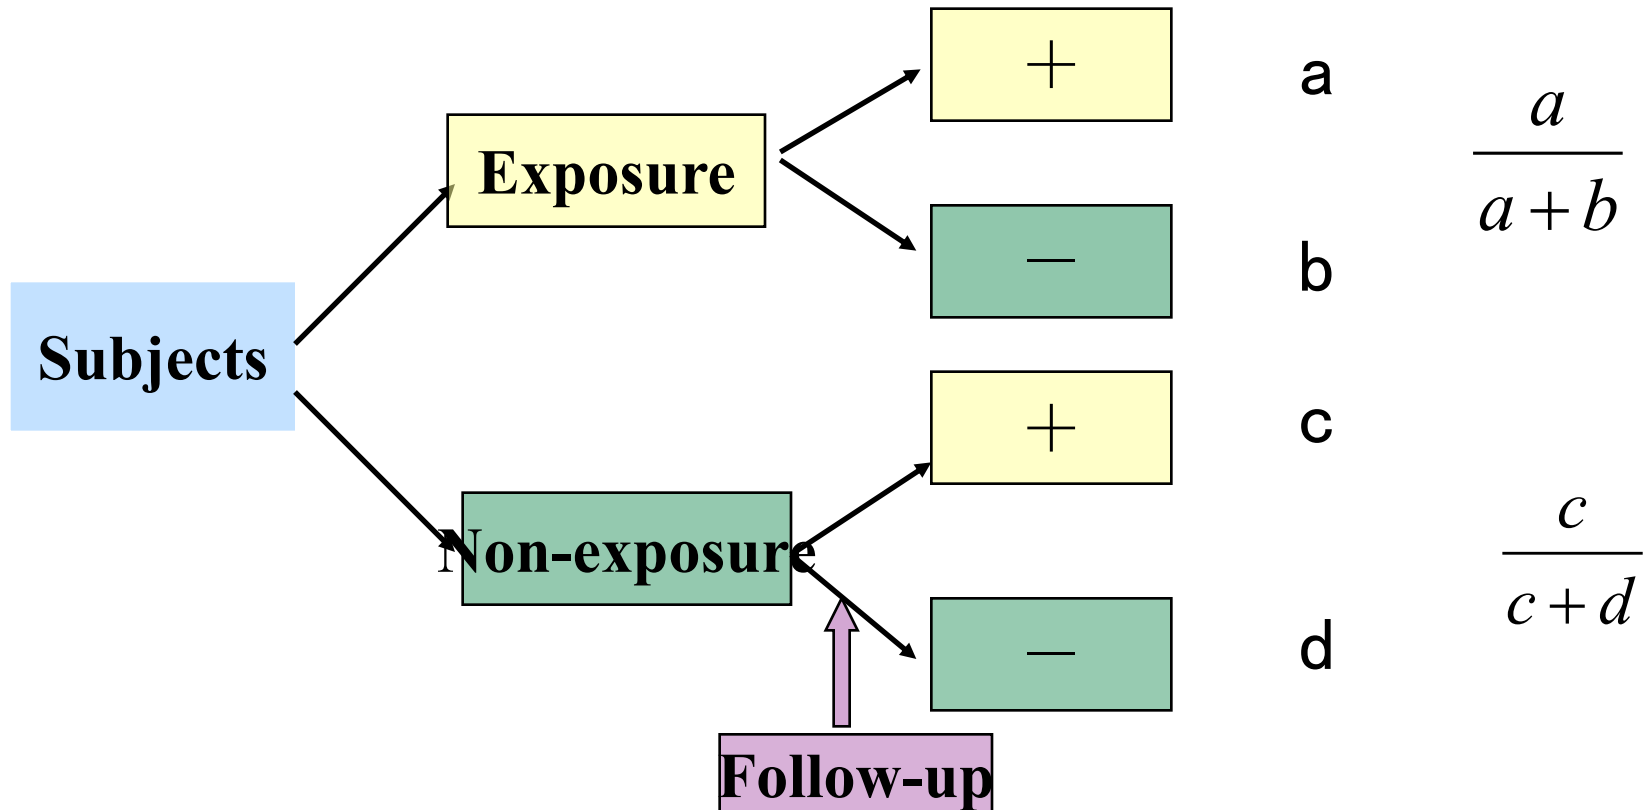 Subjects
Exposure
Non-exposure
Follow-up
+
−
+
−
a
b
c
d
a
a + b
c
c + d